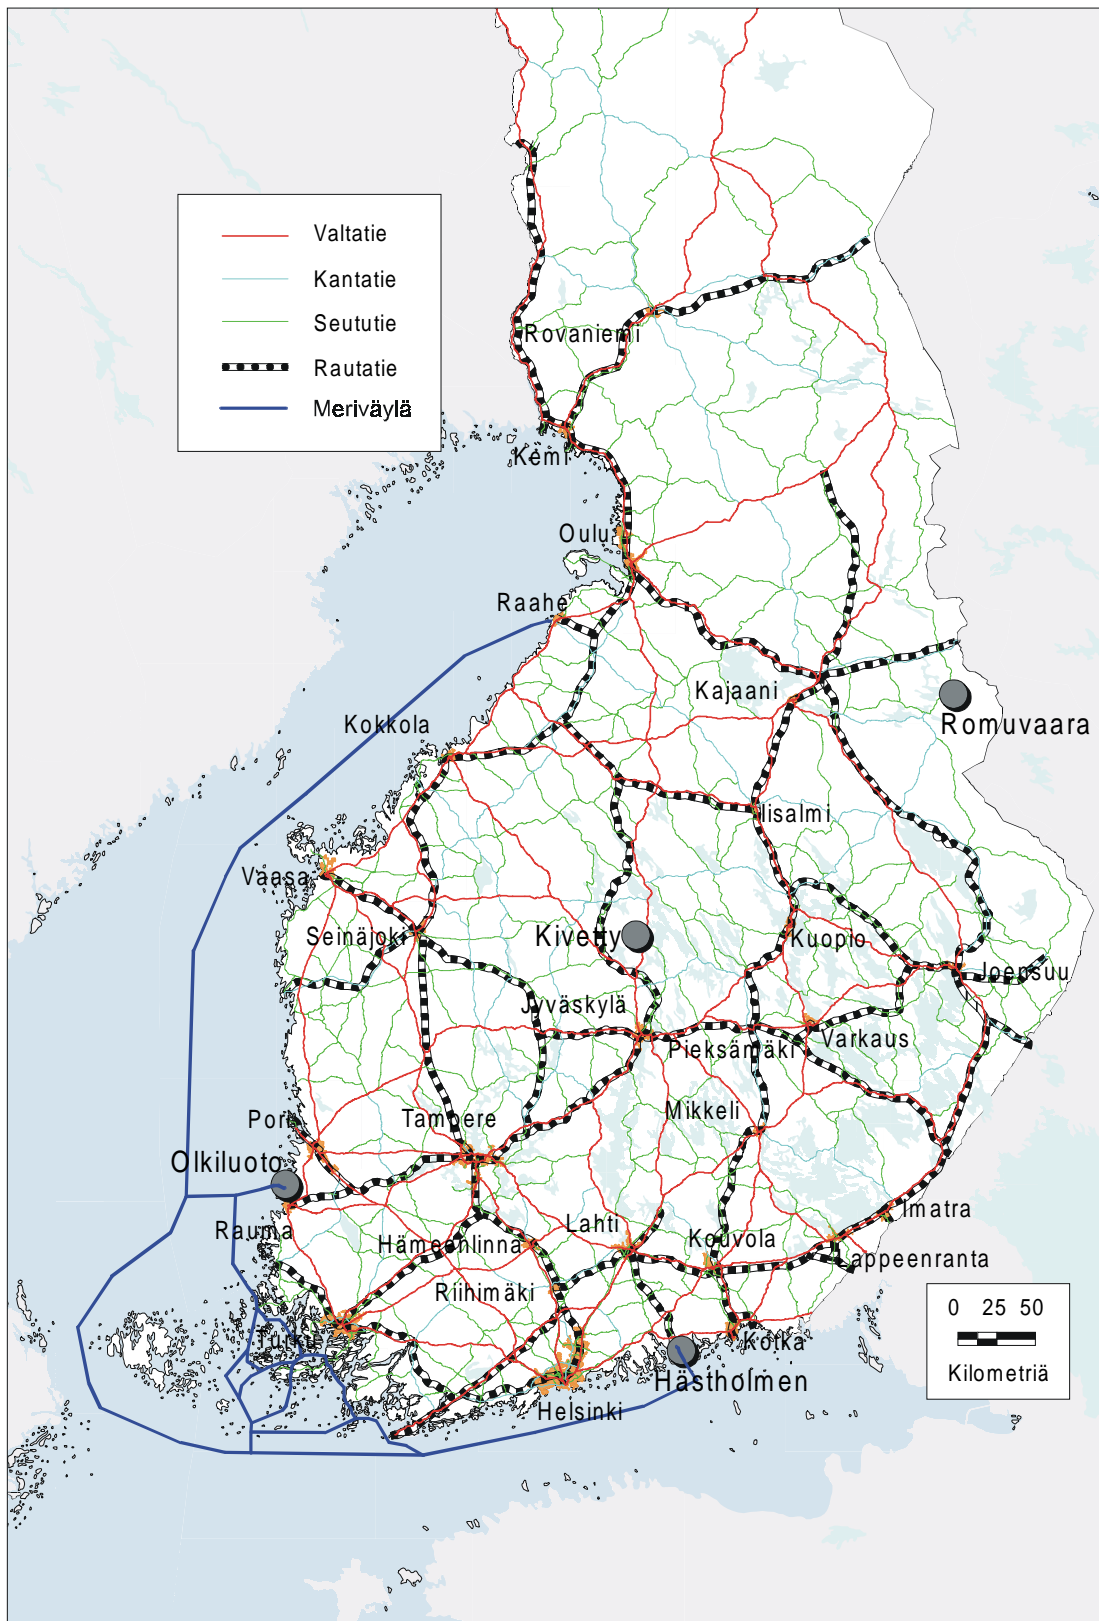 Valtatie
Kantatie
Seututie
Rautatie
Meriväylä
Rovaniemi
Kemi
Oulu
Raahe
Kajaani
Romuvaara
Kokkola
Iisalmi
Vaasa
Seinäjoki
Kivetty
Kuopio
Joensuu
Jyväskylä
Pieksämäki
Varkaus
Mikkeli
Pori
Tampere
Olkiluoto
Rauma
Lahti
Kouvola
Imatra
Hämeenlinna
Lappeenranta
Riihimäki
0 25 50
Kilometriä
Turku
Kotka
Hästholmen
Helsinki